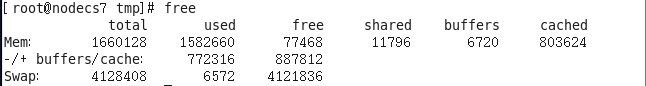 [ root@nodecs7 tmp]# free
total used free shared buffers cached
Mem: 1660128 1582660 77468 11796 6720 803624
-/+ buffers/cache: 772316 887812
Swap: 4128408 6572 4121836